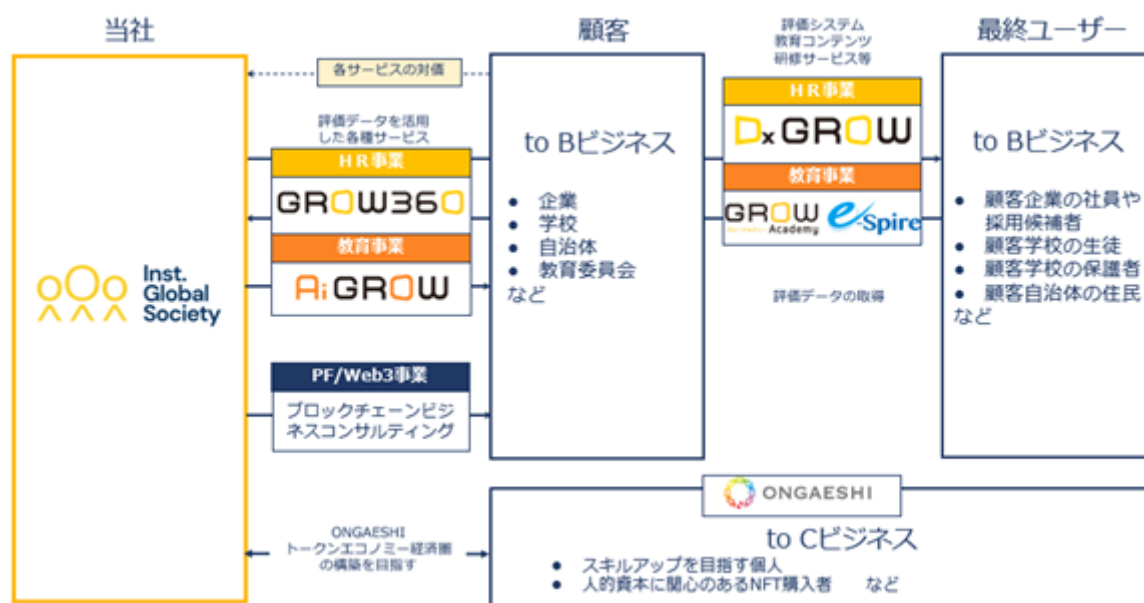 当社
Inst.
Global
Society
各サービスの対価
評価データを活用
した各種サービス
HR事業
GROW360
教育事業
Ai GROW
PF/Web3事業
ブロックチェーンビジ
ネスコンサルティング
ONGAESHI
トークンエコノミー経済圏
の構築を目指す
顧客
to Bビジネス
● 企業
● 学校
● 自治体
● 教育委員会
など
評価システム
教育コンテンツ
研修サービス等
HR事業
Dx GROW
教育事業
GROW
Academy
e-Spire
評価データの取得
最終ユーザー
to Bビジネス
● 顧客企業の社員や
採用候補者
● 顧客学校の生徒
● 顧客学校の保護者
● 顧客自治体の住民
など
ONGAESHI
to Cビジネス
● スキルアップを目指す個人
● 人的資本に関心のあるNFT購入者 など